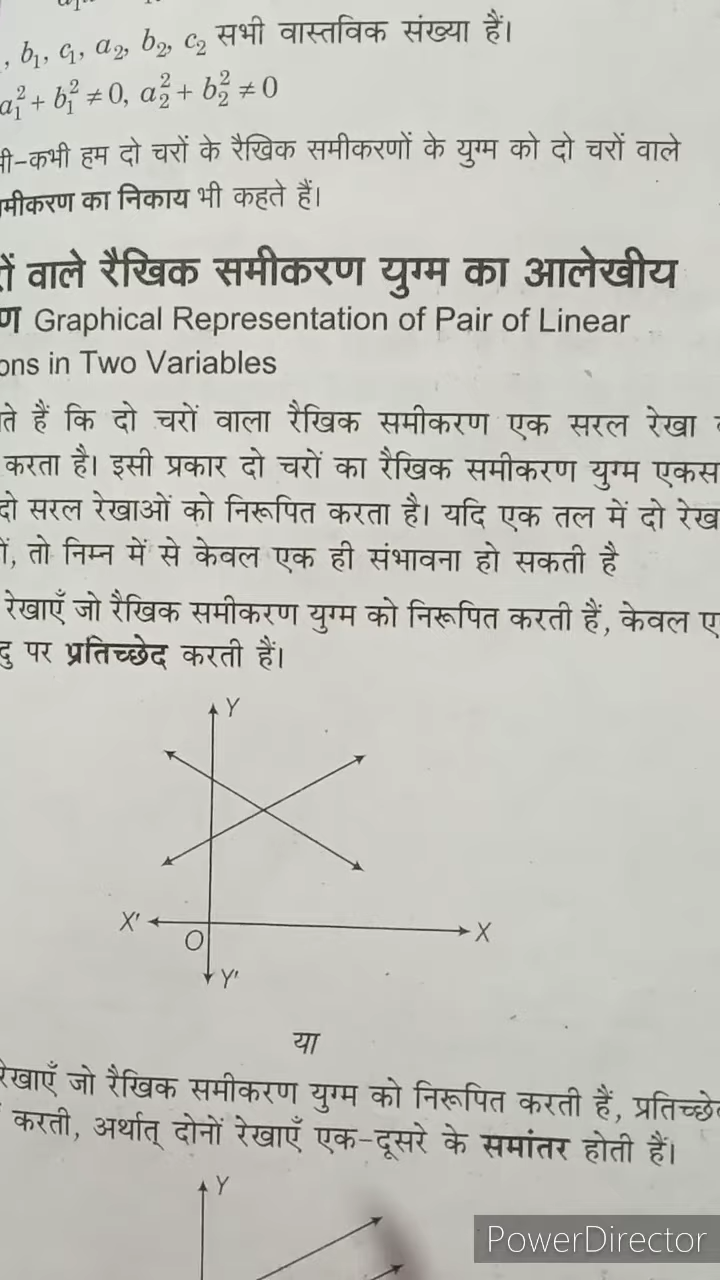 , b₁, c₁, a₂, b₂, c₂ सभी वास्तविक संख्या हैं।
a₁² + b₁² ≠ 0, a₂² + b₂² ≠ 0
भी-कभी हम दो चरों के रैखिक समीकरणों के युग्म को दो चरों वाले
मीकरण का निकाय भी कहते हैं।
रों वाले रैखिक समीकरण युग्म का आलेखीय
ण Graphical Representation of Pair of Linear
ons in Two Variables
ते हैं कि दो चरों वाला रैखिक समीकरण एक सरल रेखा
करता है। इसी प्रकार दो चरों का रैखिक समीकरण युग्म एकस
दो सरल रेखाओं को निरूपित करता है। यदि एक तल में दो रेख
ों, तो निम्न में से केवल एक ही संभावना हो सकती है
रेखाएँ जो रैखिक समीकरण युग्म को निरूपित करती हैं, केवल ए
दु पर प्रतिच्छेद करती हैं।
Y
X' O X
Y'
या
रेखाएँ जो रैखिक समीकरण युग्म को निरूपित करती हैं, प्रतिच्छे
करती, अर्थात् दोनों रेखाएँ एक-दूसरे के समांतर होती हैं।
Y
PowerDirector